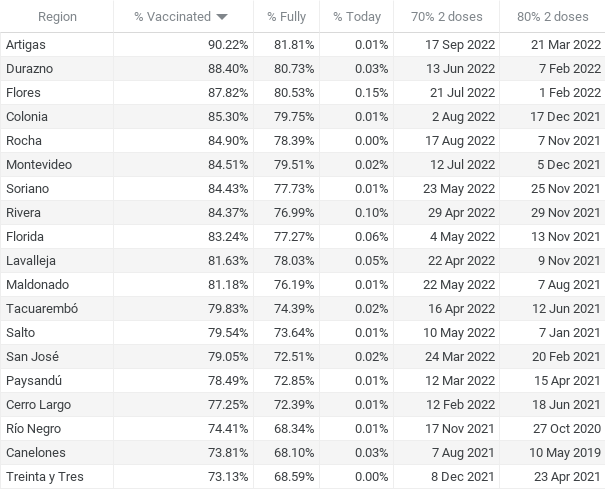 Region % Vaccinated % Fully % Today 70% 2 doses 80% 2 doses
Artigas 90.22% 81.81% 0.01% 17 Sep 2022 21 Mar 2022
Durazno 88.40% 80.73% 0.03% 13 Jun 2022 7 Feb 2022
Flores 87.82% 80.53% 0.15% 21 Jul 2022 1 Feb 2022
Colonia 85.30% 79.75% 0.01% 2 Aug 2022 17 Dec 2021
Rocha 84.90% 78.39% 0.00% 17 Aug 2022 7 Nov 2021
Montevideo 84.51% 79.51% 0.02% 12 Jul 2022 5 Dec 2021
Soriano 84.43% 77.73% 0.01% 23 May 2022 25 Nov 2021
Rivera 84.37% 76.99% 0.10% 29 Apr 2022 29 Nov 2021
Florida 83.24% 77.27% 0.06% 4 May 2022 13 Nov 2021
Lavalleja 81.63% 78.03% 0.05% 22 Apr 2022 9 Nov 2021
Maldonado 81.18% 76.19% 0.01% 22 May 2022 7 Aug 2021
Tacuarembó 79.83% 74.39% 0.02% 16 Apr 2022 12 Jun 2021
Salto 79.54% 73.64% 0.01% 10 May 2022 7 Jan 2021
San José 79.05% 72.51% 0.02% 24 Mar 2022 20 Feb 2021
Paysandú 78.49% 72.85% 0.01% 12 Mar 2022 15 Apr 2021
Cerro Largo 77.25% 72.39% 0.01% 12 Feb 2022 18 Jun 2021
Río Negro 74.41% 68.34% 0.01% 17 Nov 2021 27 Oct 2020
Canelones 73.81% 68.10% 0.03% 7 Aug 2021 10 May 2019
Treinta y Tres 73.13% 68.59% 0.00% 8 Dec 2021 23 Apr 2021